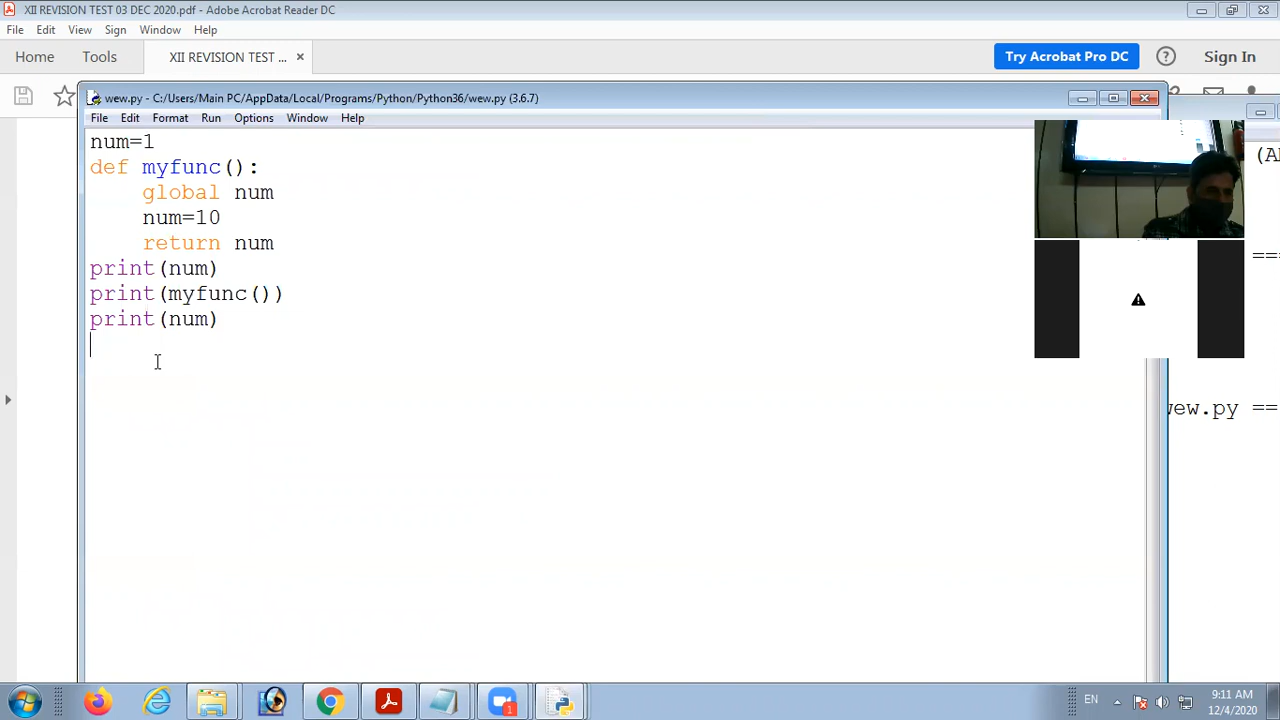 XII REVISION TEST 03 DEC 2020.pdf - Adobe Acrobat Reader DC
File Edit View Sign Window Help
Home Tools XII REVISION TEST ... × Try Acrobat Pro DC ? Sign In
wew.py - C:/Users/Main PC/AppData/Local/Programs/Python/Python36/wew.py (3.6.7)
File Edit Format Run Options Window Help
num=1
def myfunc():
global num
num=10
return num
print(num)
print(myfunc())
print(num)
===
wew.py ==
EN
9:11 AM
12/4/2020
1